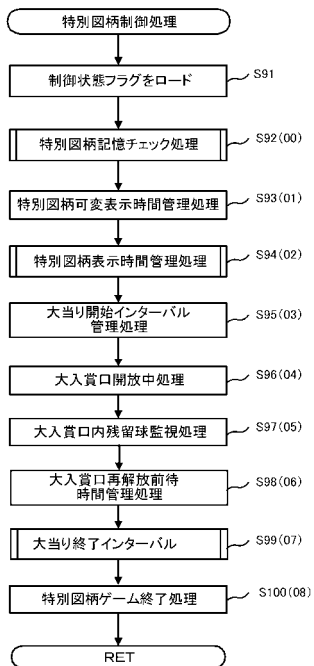 特別図柄制御処理
制御状態フラグをロード
S91
特別図柄記憶チェック処理
S92(00)
特別図柄可変表示時間管理処理
S93(01)
特別図柄表示時間管理処理
S94(02)
大当り開始インターバル
管理処理
S95(03)
大入賞口開放中処理
S96(04)
大入賞口内残留球監視処理
S97(05)
大入賞口再解放前待
時間管理処理
S98(06)
大当り終了インターバル
S99(07)
特別図柄ゲーム終了処理
S100(08)
RET